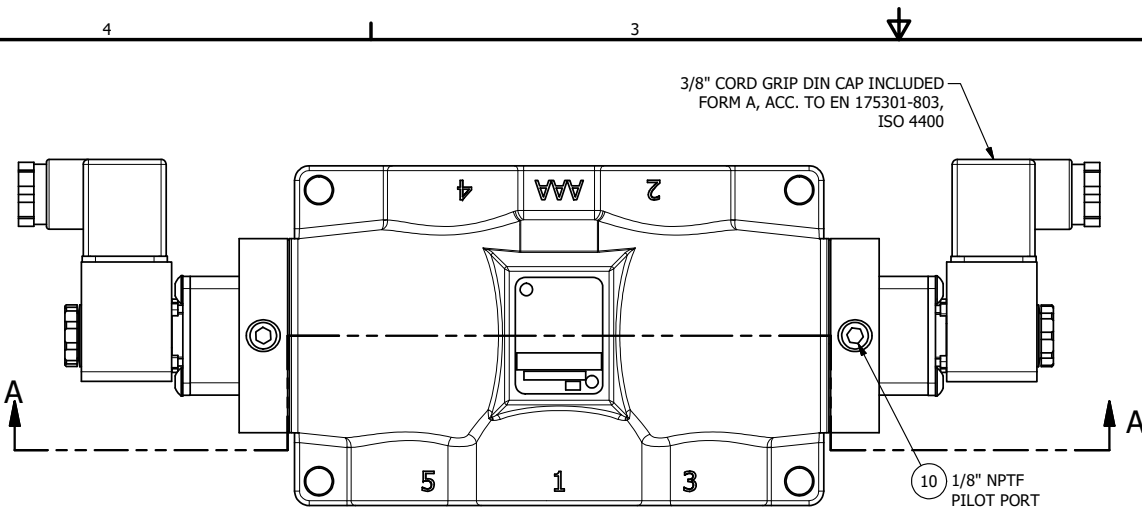 4 3
3/8" CORD GRIP DIN CAP INCLUDED
FORM A, ACC. TO EN 175301-803,
ISO 4400
4 AAA 2
A A
5 1 3
10 1/8" NPTF
PILOT PORT